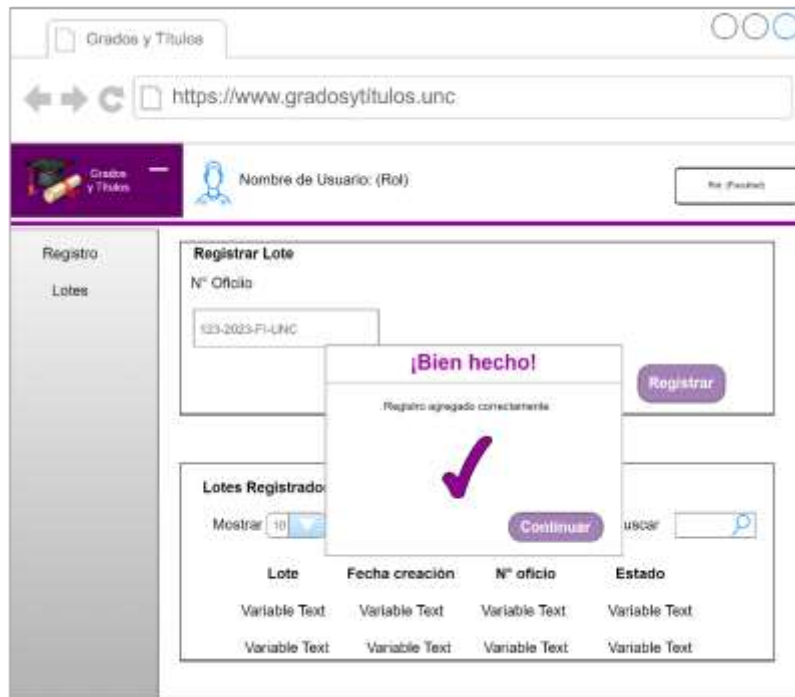 Grados y Títulos
https://www.gradosytítulos.unc
Grados
y Títulos
Nombre de Usuario: (Rol)
Rol: (Facultad)
Registro
Lotes
Registrar Lote
N° Oficio
123-2023-FI-UNC
Registrar
¡Bien hecho!
Registro agregado correctamente
Continuar
Lotes Registrado
Mostrar 10
uscar
Lote Fecha creación N° oficio Estado
Variable Text Variable Text Variable Text Variable Text
Variable Text Variable Text Variable Text Variable Text